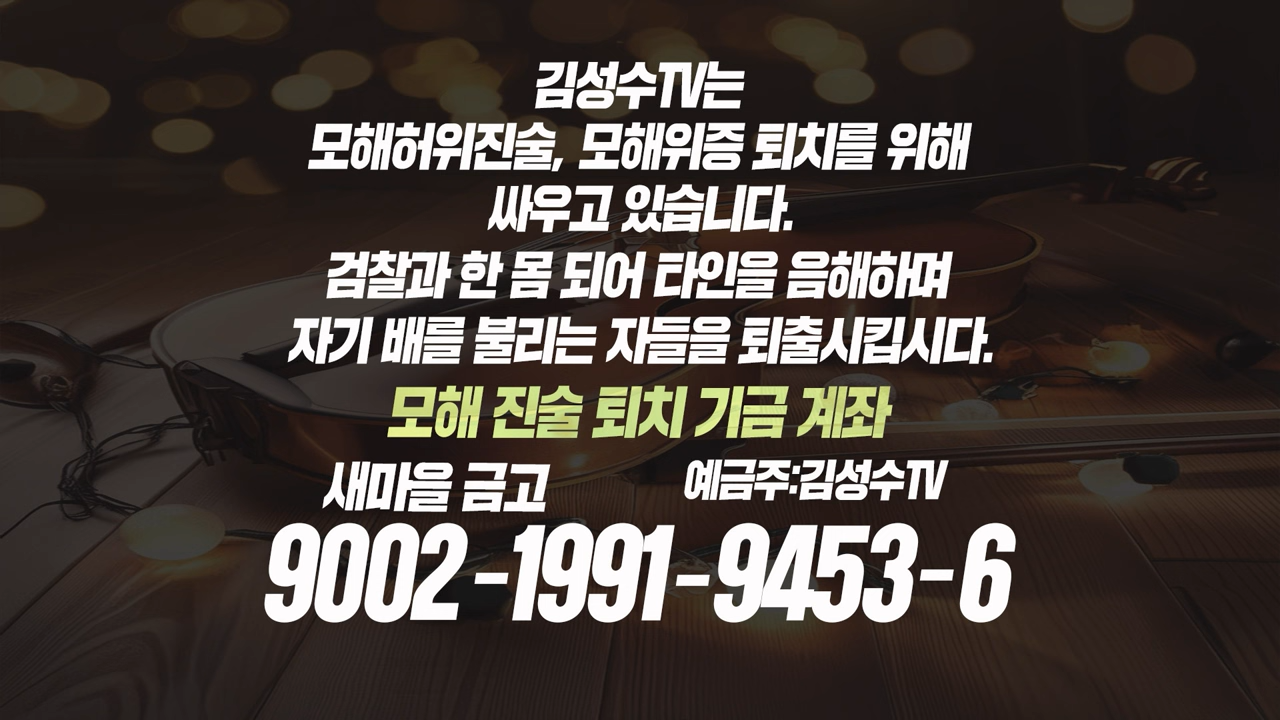 김성수TV는
모해허위진술, 모해위증 퇴치를 위해
싸우고 있습니다.
검찰과 한 몸 되어 타인을 음해하며
자기 배를 불리는 자들을 퇴출시킵시다.
모해 진술 퇴치 기금 계좌
새마을 금고 예금주:김성수TV
9002-1991-9453-6